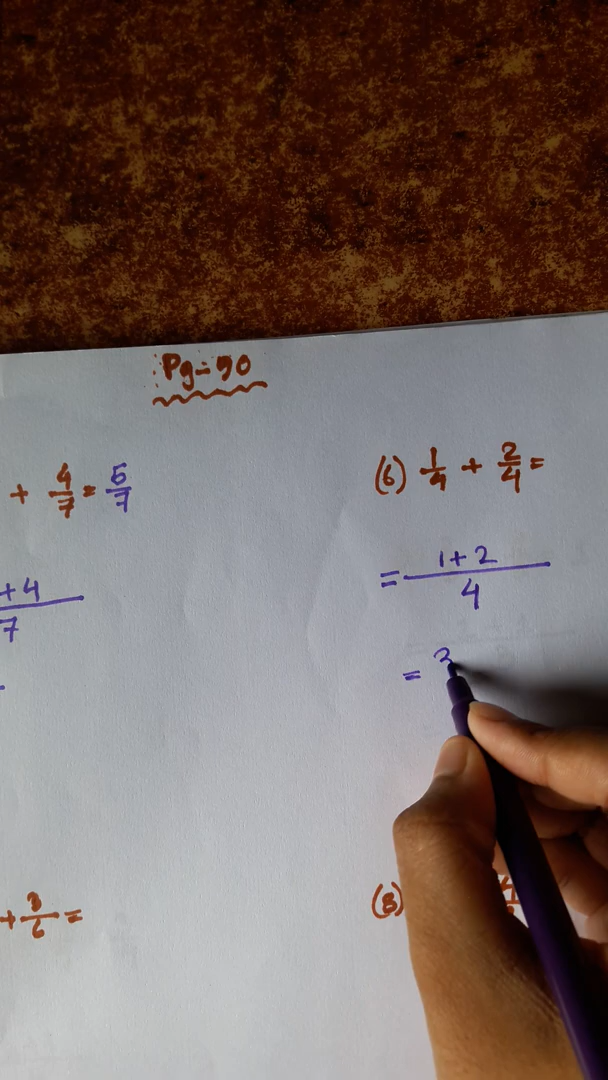 Pg=90
+ 4/7 = 5/7
(6) 1/4 + 2/4 =
+4
7
= 1+2/4
= 3
+ 3/6 =
(8)